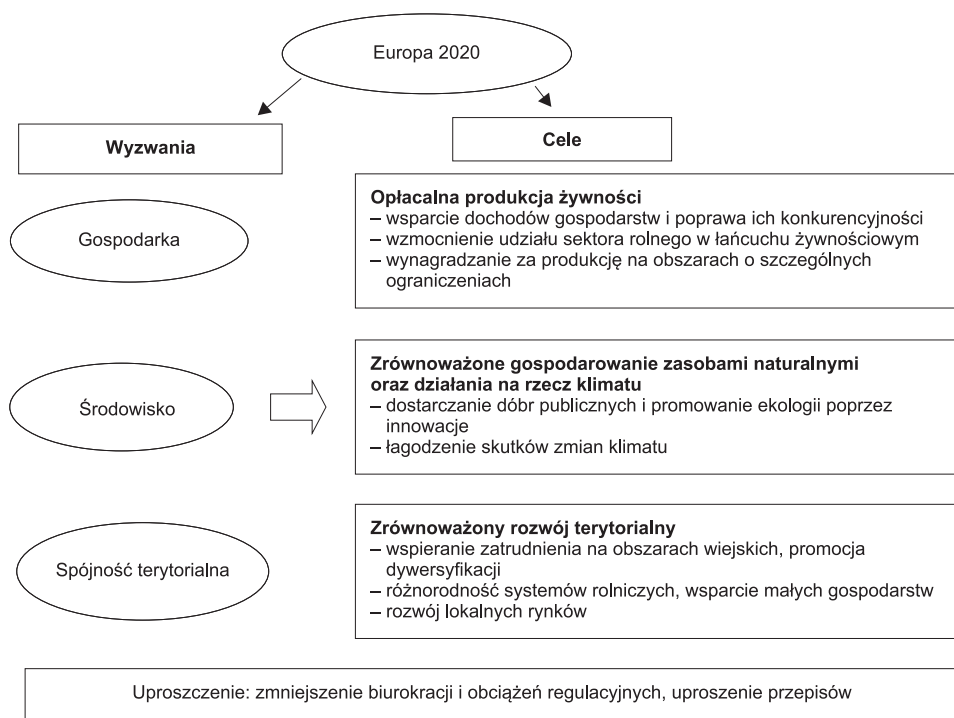 Europa 2020
Wyzwania
Cele
Gospodarka
Opłacalna produkcja żywności
– wsparcie dochodów gospodarstw i poprawa ich konkurencyjności
– wzmocnienie udziału sektora rolnego w łańcuchu żywnościowym
– wynagradzanie za produkcję na obszarach o szczególnych
ograniczeniach
Środowisko
Zrównoważone gospodarowanie zasobami naturalnymi
oraz działania na rzecz klimatu
– dostarczanie dóbr publicznych i promowanie ekologii poprzez
innowacje
– łagodzenie skutków zmian klimatu
Spójność terytorialna
Zrównoważony rozwój terytorialny
– wspieranie zatrudnienia na obszarach wiejskich, promocja
dywersyfikacji
– różnorodność systemów rolniczych, wsparcie małych gospodarstw
– rozwój lokalnych rynków
Uproszczenie: zmniejszenie biurokracji i obciążeń regulacyjnych, uproszenie przepisów